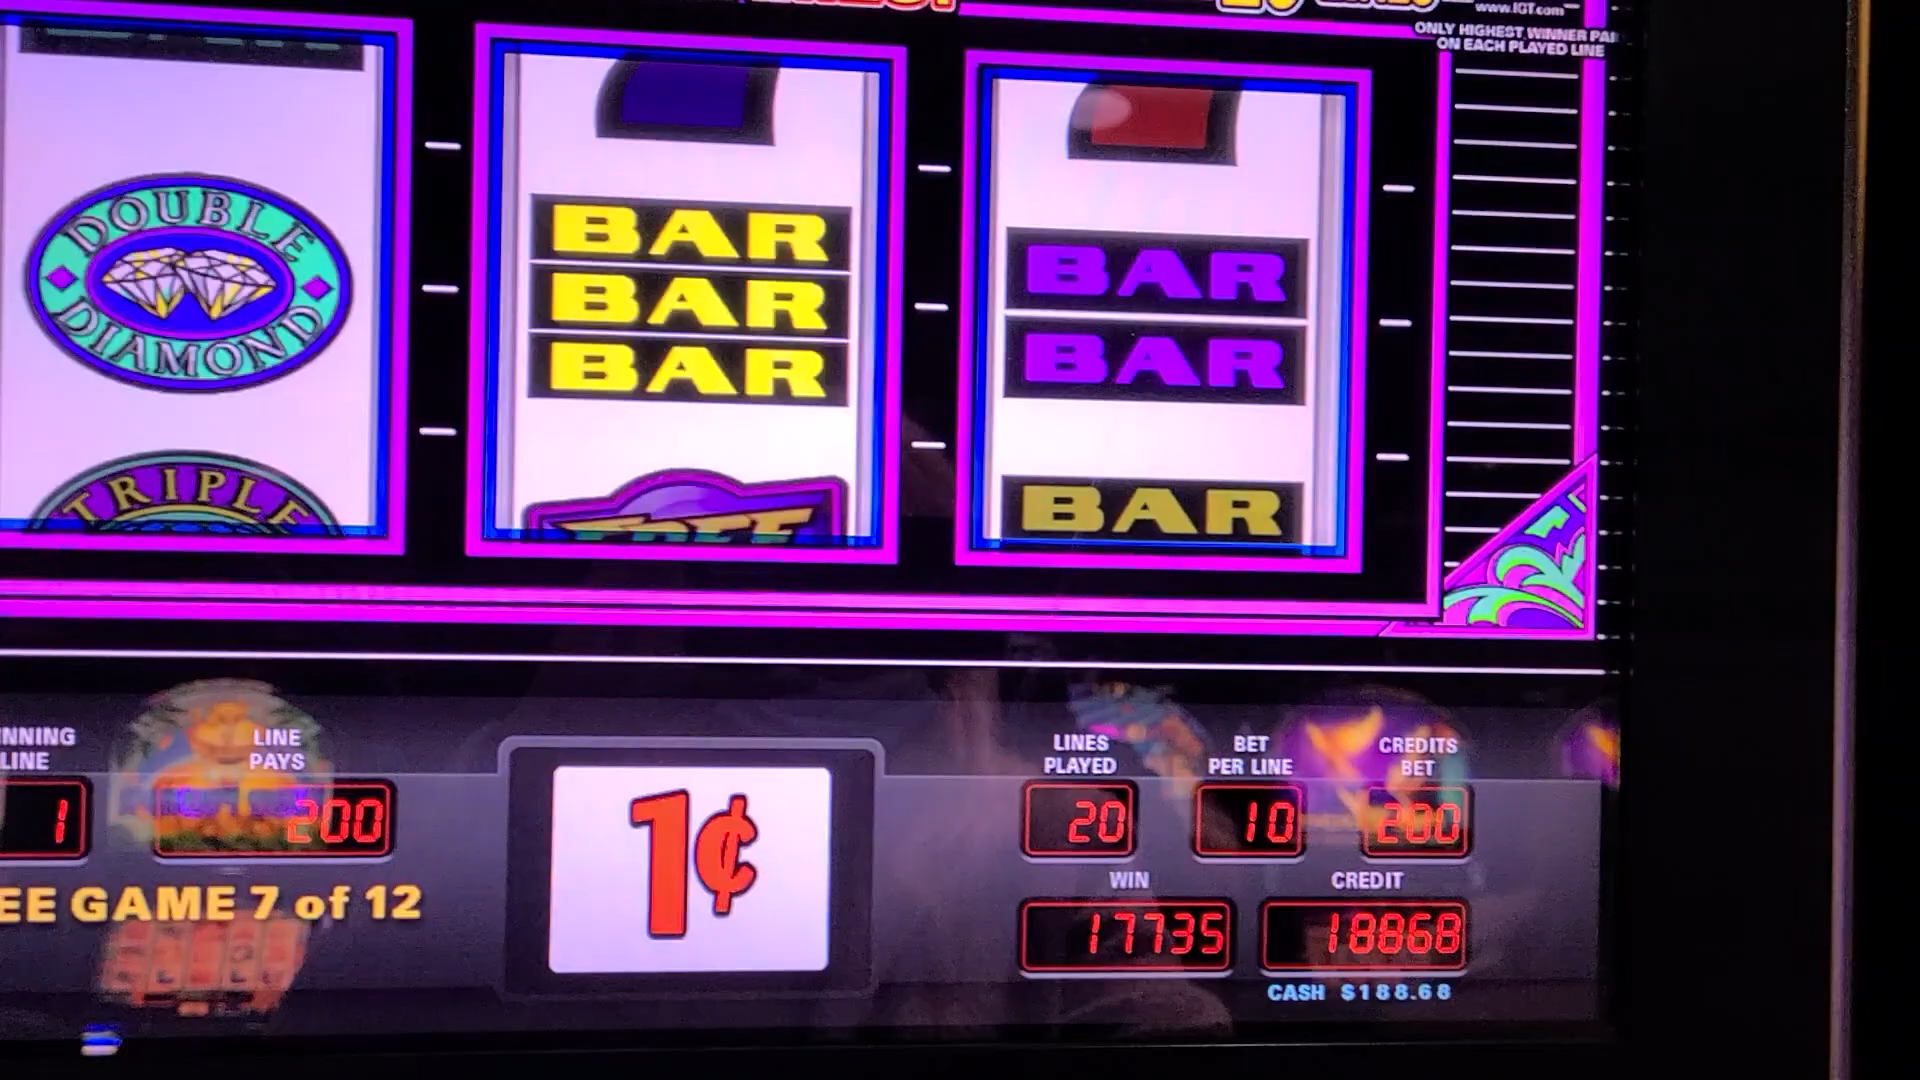 www.IGT.com
ONLY HIGHEST WINNER PAI
ON EACH PLAYED LINE
DOUBLE
DIAMOND
TRIPLE
BAR
BAR
BAR
FREE
BAR
BAR
BAR
NNING
LINE
1
LINE
PAYS
200
EE GAME 7 of 12
1¢
LINES
PLAYED
20
BET
PER LINE
10
CREDITS
BET
200
WIN
17735
CREDIT
18868
CASH $188.68